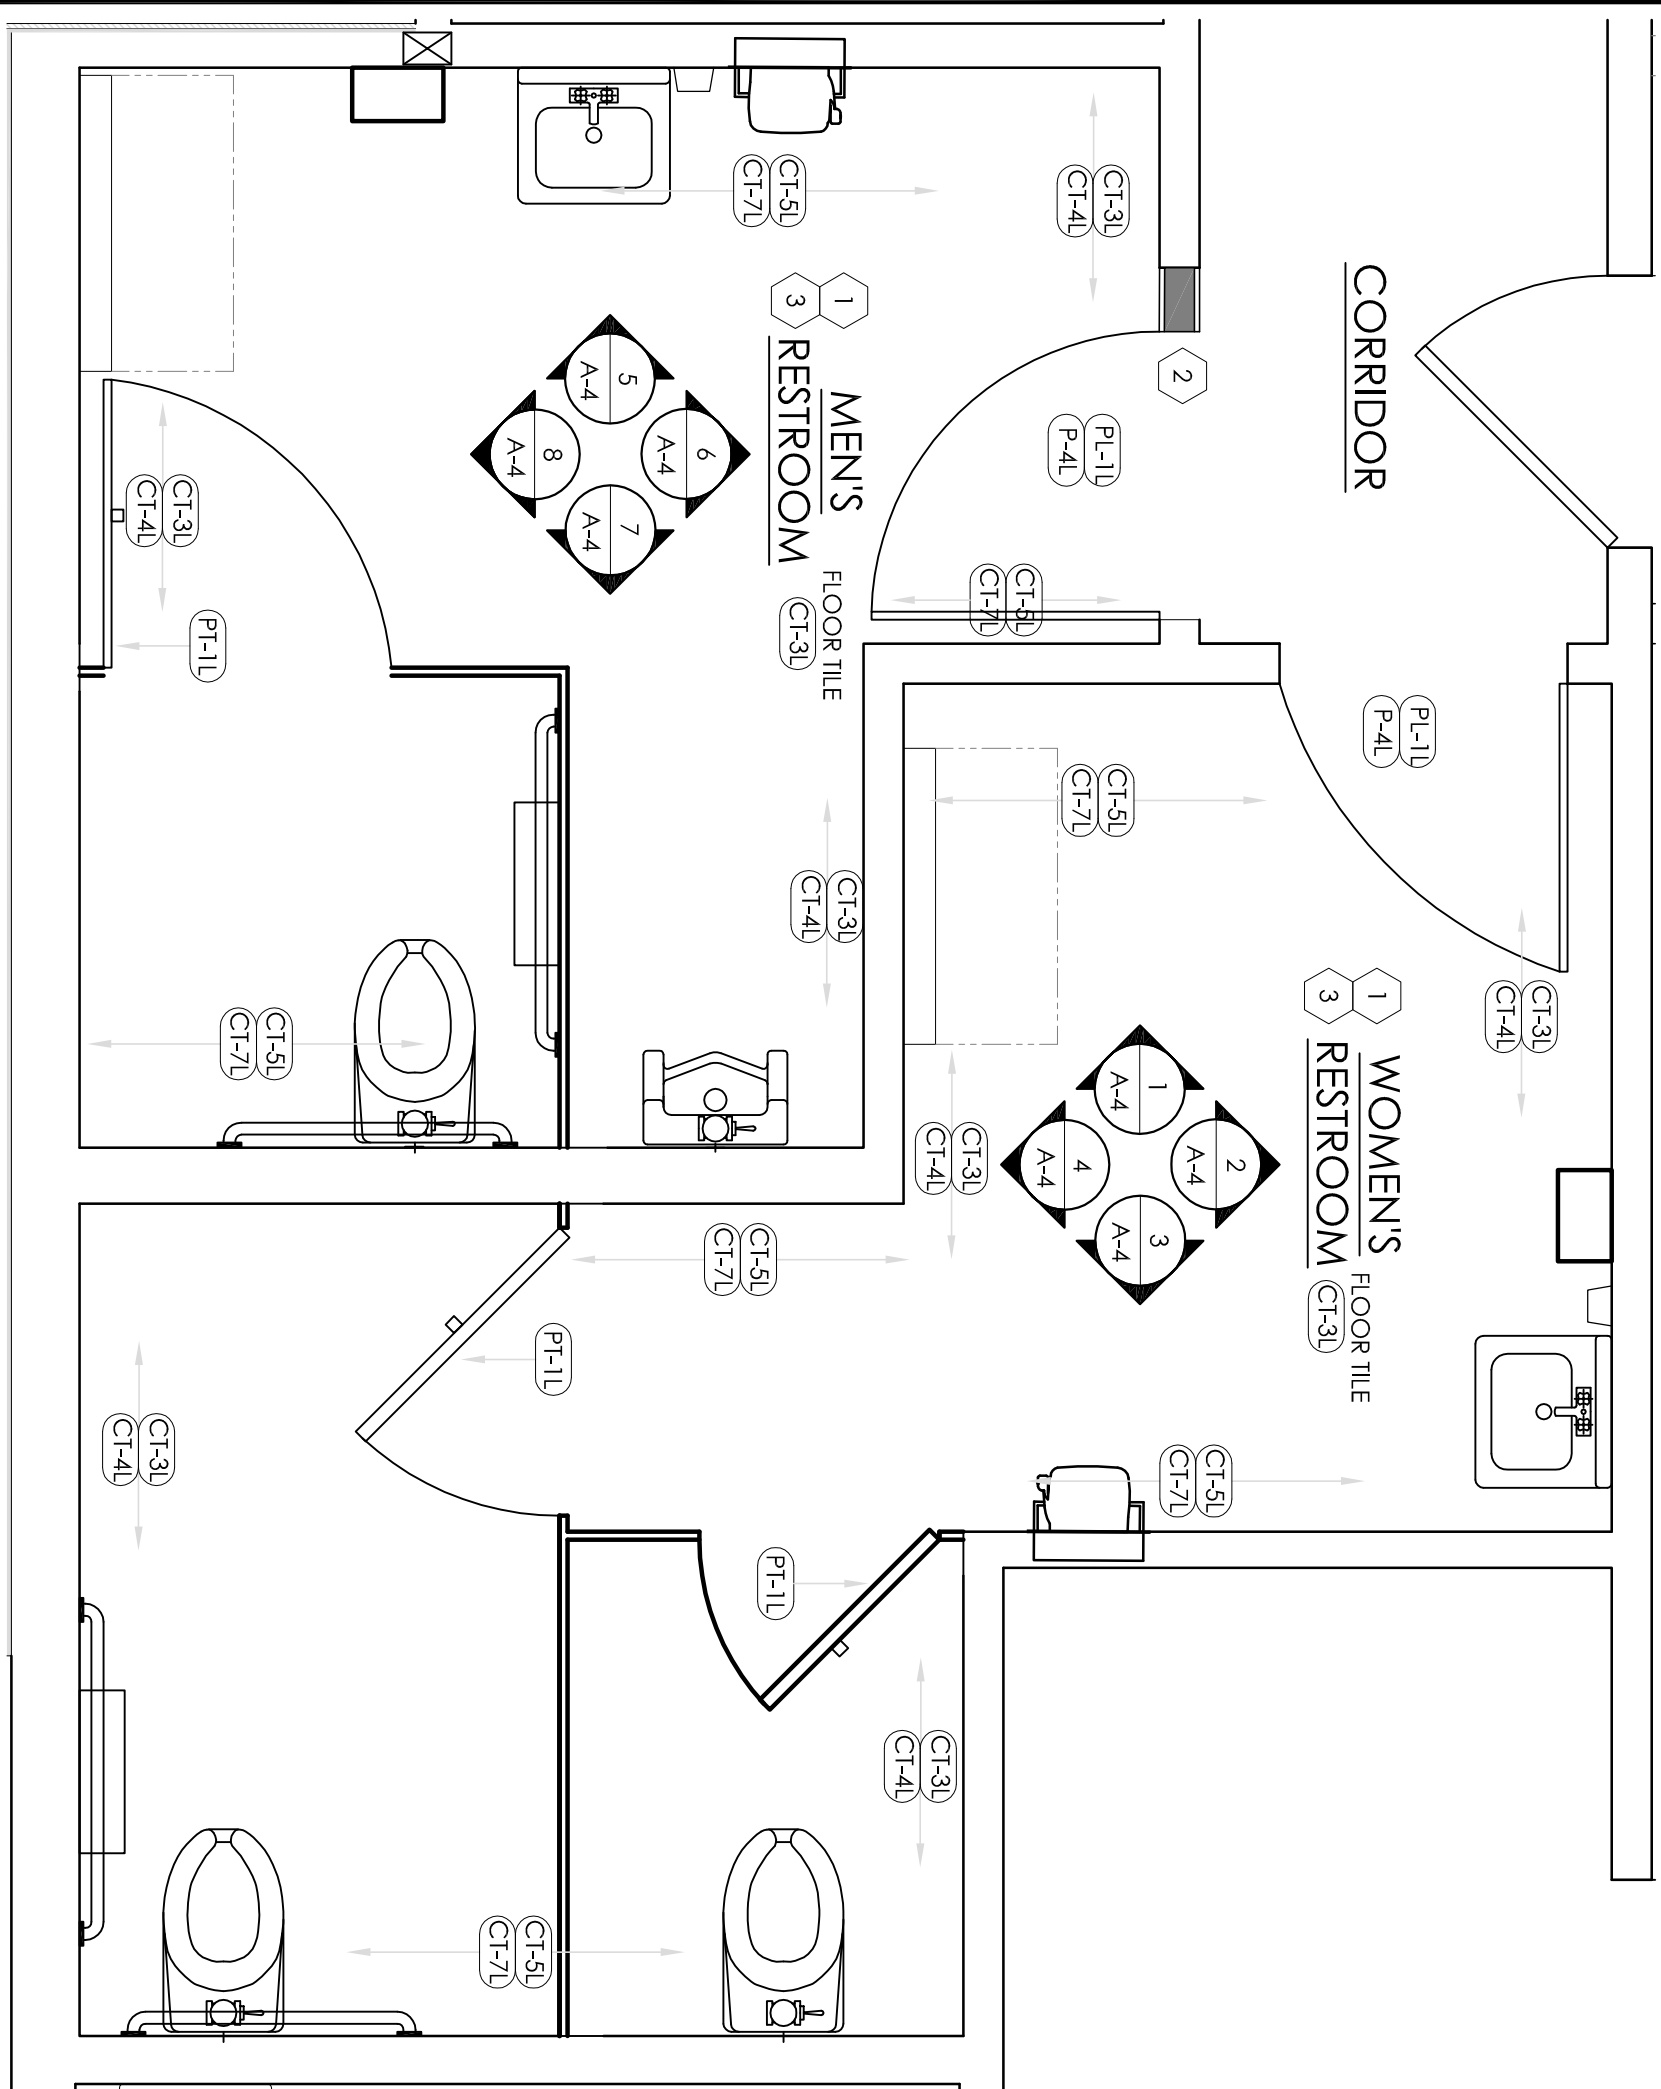 CORRIDOR
2
PL-1L
P-4L
CT-3L
CT-4L
CT-5L
CT-7L
1
3
MEN'S
RESTROOM
FLOOR TILE
CT-3L
5
A-4
6
A-4
7
A-4
8
A-4
CT-5L
CT-7L
CT-3L
CT-4L
PT-1L
CT-3L
CT-4L
CT-5L
CT-7L
PL-1L
P-4L
CT-5L
CT-7L
CT-3L
CT-4L
1
3
WOMEN'S
RESTROOM
FLOOR TILE
CT-3L
1
A-4
2
A-4
3
A-4
4
A-4
CT-3L
CT-4L
CT-5L
CT-7L
CT-5L
CT-7L
PT-1L
PT-1L
CT-3L
CT-4L
CT-3L
CT-4L
CT-5L
CT-7L